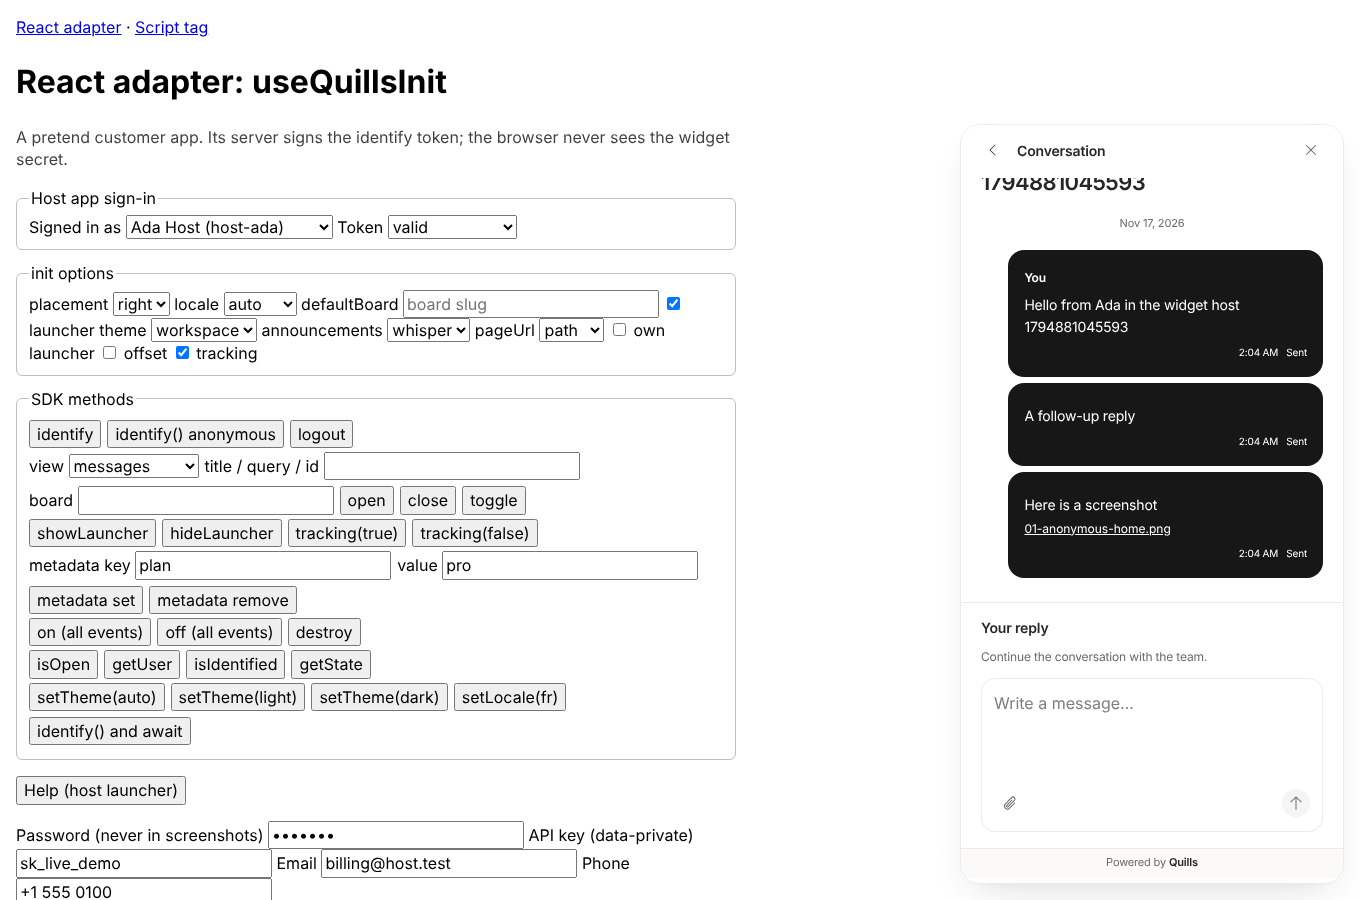 React adapter · Script tag
React adapter: useQuillsInit
A pretend customer app. Its server signs the identify token; the browser never sees the widget
secret.
Host app sign-in
Signed in as Ada Host (host-ada) Token valid
init options
placement right locale auto defaultBoard board slug
launcher theme workspace announcements whisper pageUrl path own
launcher offset tracking
SDK methods
identify identify() anonymous logout
view messages title / query / id
board open close toggle
showLauncher hideLauncher tracking(true) tracking(false)
metadata key plan value pro
metadata set metadata remove
on (all events) off (all events) destroy
isOpen getUser isIdentified getState
setTheme(auto) setTheme(light) setTheme(dark) setLocale(fr)
identify() and await
Help (host launcher)
Password (never in screenshots) ••••••• API key (data-private)
sk_live_demo Email billing@host.test Phone
+1 555 0100
Conversation
1794881045593
Nov 17, 2026
You
Hello from Ada in the widget host
1794881045593
2:04 AM Sent
A follow-up reply
2:04 AM Sent
Here is a screenshot
01-anonymous-home.png
2:04 AM Sent
Your reply
Continue the conversation with the team.
Write a message...
Powered by Quills